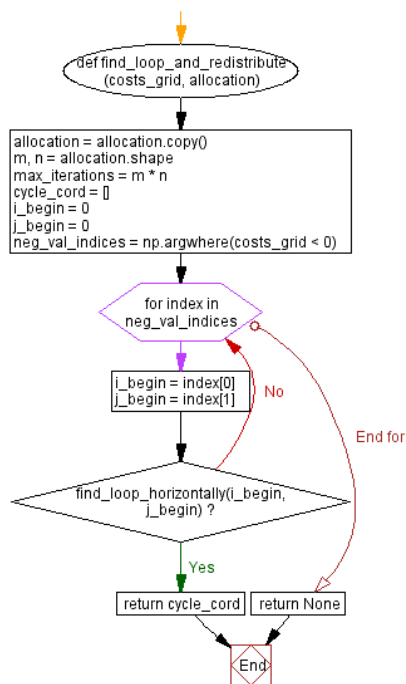 def find_loop_and_redistribute
(costs_grid, allocation)
allocation = allocation.copy()
m, n = allocation.shape
max_iterations = m * n
cycle_cord = []
i_begin = 0
j_begin = 0
neg_val_indices = np.argwhere(costs_grid < 0)
for index in
neg_val_indices
i_begin = index[0]
j_begin = index[1]
No
End for
find_loop_horizontally(i_begin,
j_begin) ?
Yes
return cycle_cord
return None
End